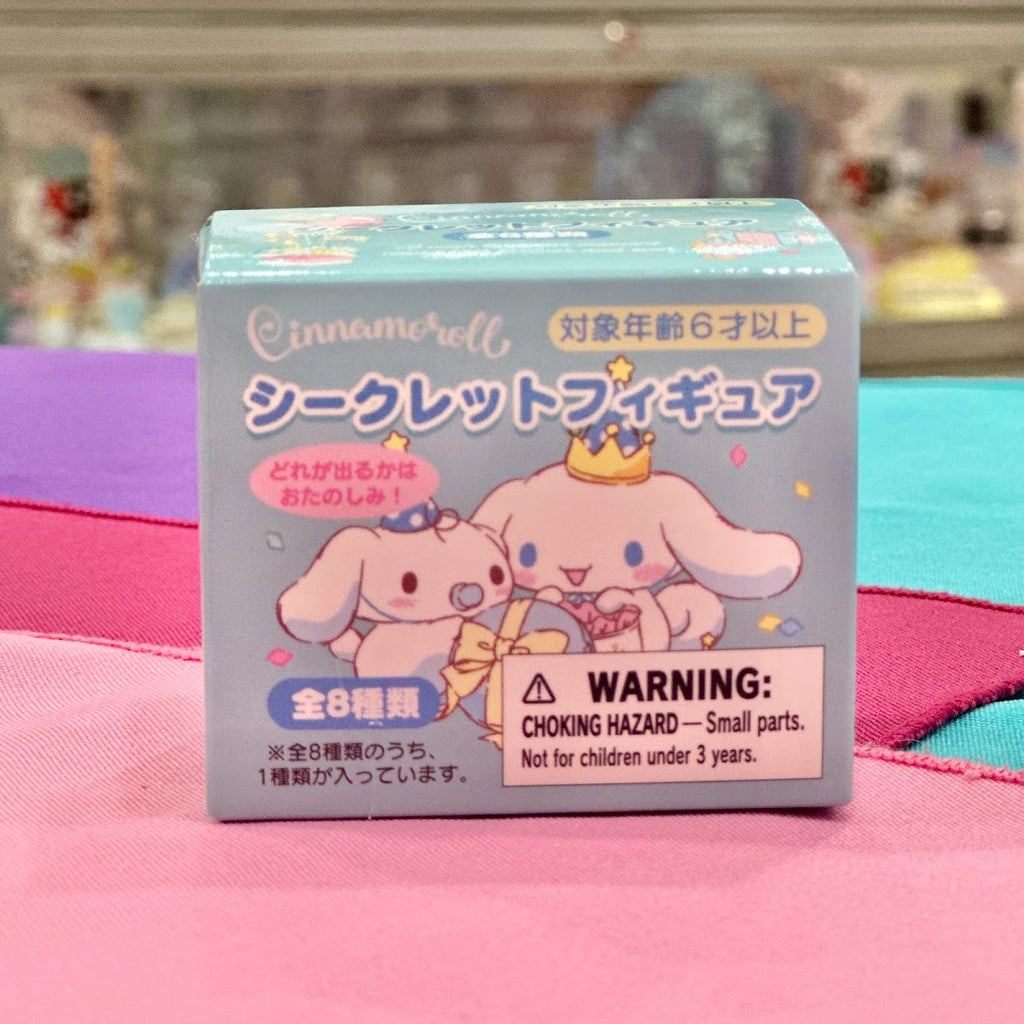 Cinnamoroll
Cinnamoroll
対象年齢6才以上
シークレットフィギュア
どれが出るかは
おたのしみ！
全8種類
※全8種類のうち、
1種類が入っています。
WARNING:
CHOKING HAZARD — Small parts.
Not for children under 3 years.